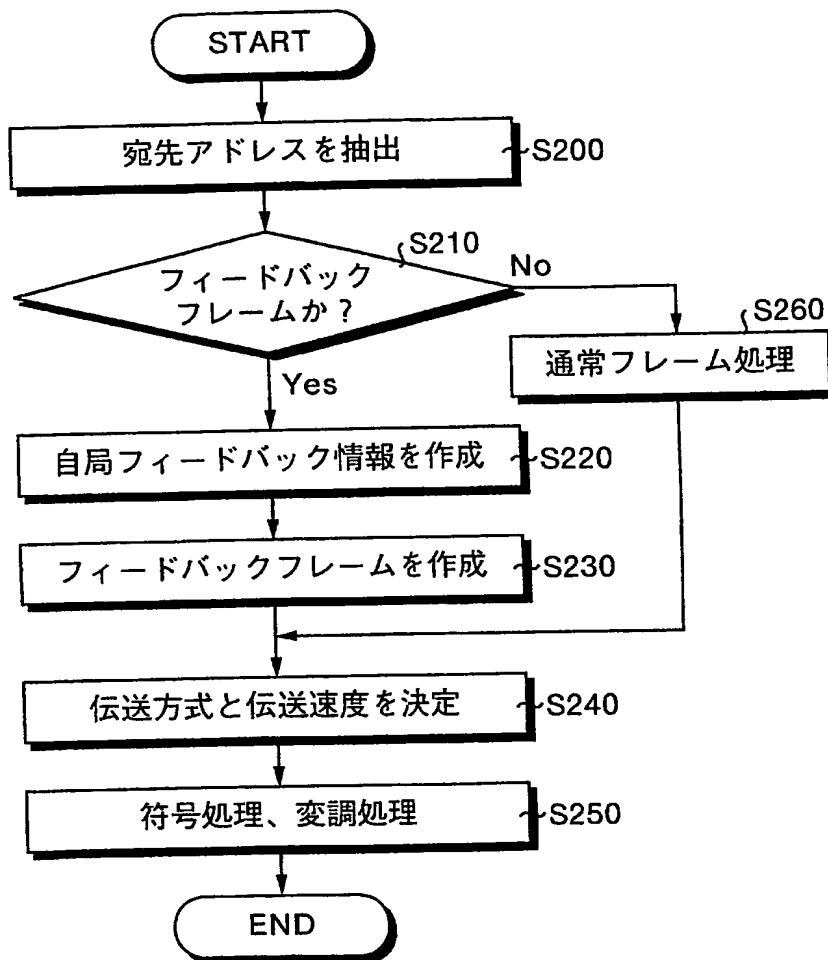 START
宛先アドレスを抽出
S200
S210
フィードバック
フレームか?
No
S260
通常フレーム処理
Yes
自局フィードバック情報を作成
S220
フィードバックフレームを作成
S230
伝送方式と伝送速度を決定
S240
符号処理、変調処理
S250
END